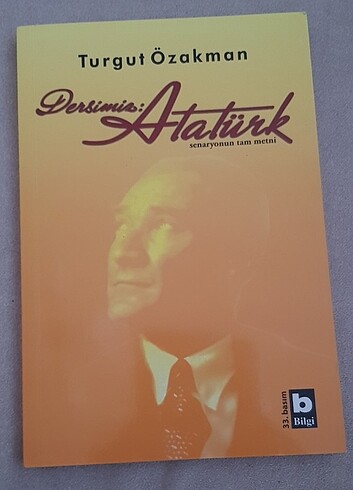 Turgut Özakman
Dersimiz:
Atatürk
senaryonun tam metni
33. basım
b
Bilgi